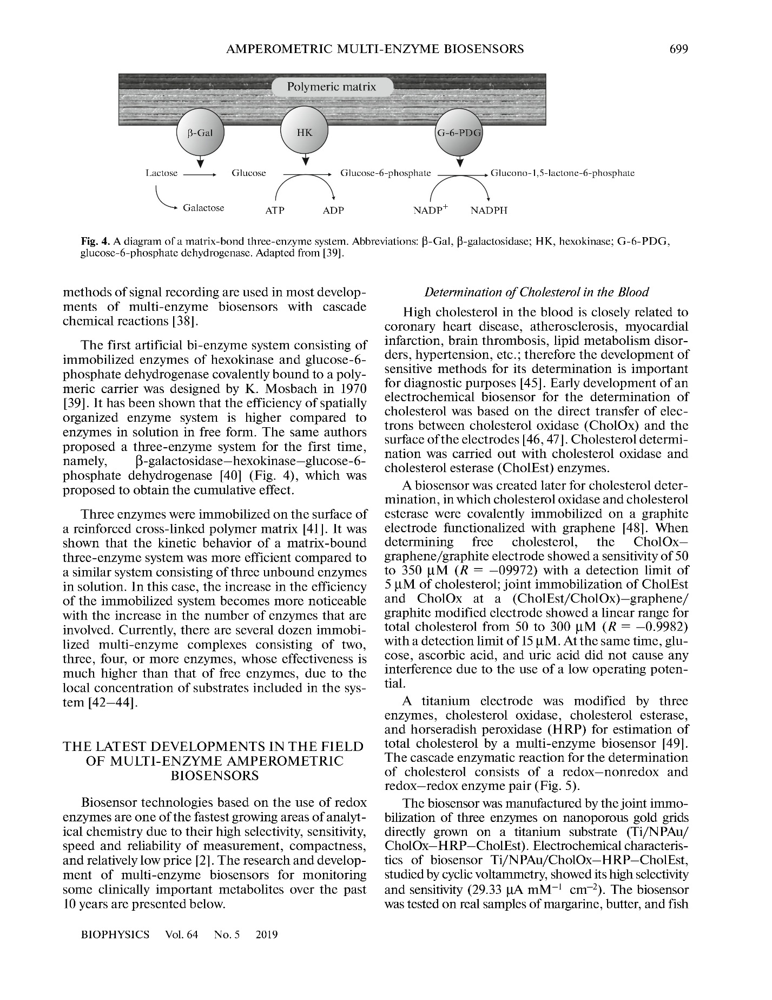 AMPEROMETRIC MULTI-ENZYME BIOSENSORS 699
Polymeric matrix
β-Gal HK G-6-PDG
Lactose Glucose Glucose-6-phosphate Glucono-1,5-lactone-6-phosphate
Galactose ATP ADP NADP⁺ NADPH
Fig. 4. A diagram of a matrix-bond three-enzyme system. Abbreviations: β-Gal, β-galactosidase; HK, hexokinase; G-6-PDG,
glucose-6-phosphate dehydrogenase. Adapted from [39].
methods of signal recording are used in most develop-
ments of multi-enzyme biosensors with cascade
chemical reactions [38].
The first artificial bi-enzyme system consisting of
immobilized enzymes of hexokinase and glucose-6-
phosphate dehydrogenase covalently bound to a poly-
meric carrier was designed by K. Mosbach in 1970
[39]. It has been shown that the efficiency of spatially
organized enzyme system is higher compared to
enzymes in solution in free form. The same authors
proposed a three-enzyme system for the first time,
namely, β-galactosidase–hexokinase–glucose-6-
phosphate dehydrogenase [40] (Fig. 4), which was
proposed to obtain the cumulative effect.
Three enzymes were immobilized on the surface of
a reinforced cross-linked polymer matrix [41]. It was
shown that the kinetic behavior of a matrix-bound
three-enzyme system was more efficient compared to
a similar system consisting of three unbound enzymes
in solution. In this case, the increase in the efficiency
of the immobilized system becomes more noticeable
with the increase in the number of enzymes that are
involved. Currently, there are several dozen immobi-
lized multi-enzyme complexes consisting of two,
three, four, or more enzymes, whose effectiveness is
much higher than that of free enzymes, due to the
local concentration of substrates included in the sys-
tem [42–44].
THE LATEST DEVELOPMENTS IN THE FIELD
OF MULTI-ENZYME AMPEROMETRIC
BIOSENSORS
Biosensor technologies based on the use of redox
enzymes are one of the fastest growing areas of analyt-
ical chemistry due to their high selectivity, sensitivity,
speed and reliability of measurement, compactness,
and relatively low price [2]. The research and develop-
ment of multi-enzyme biosensors for monitoring
some clinically important metabolites over the past
10 years are presented below.
Determination of Cholesterol in the Blood
High cholesterol in the blood is closely related to
coronary heart disease, atherosclerosis, myocardial
infarction, brain thrombosis, lipid metabolism disor-
ders, hypertension, etc.; therefore the development of
sensitive methods for its determination is important
for diagnostic purposes [45]. Early development of an
electrochemical biosensor for the determination of
cholesterol was based on the direct transfer of elec-
trons between cholesterol oxidase (CholOx) and the
surface of the electrodes [46, 47]. Cholesterol determi-
nation was carried out with cholesterol oxidase and
cholesterol esterase (CholEst) enzymes.
A biosensor was created later for cholesterol deter-
mination, in which cholesterol oxidase and cholesterol
esterase were covalently immobilized on a graphite
electrode functionalized with graphene [48]. When
determining free cholesterol, the CholOx–
graphene/graphite electrode showed a sensitivity of 50
to 350 μM (R = −09972) with a detection limit of
5 μM of cholesterol; joint immobilization of CholEst
and CholOx at a (CholEst/CholOx)–graphene/
graphite modified electrode showed a linear range for
total cholesterol from 50 to 300 μM (R = −0.9982)
with a detection limit of 15 μM. At the same time, glu-
cose, ascorbic acid, and uric acid did not cause any
interference due to the use of a low operating poten-
tial.
A titanium electrode was modified by three
enzymes, cholesterol oxidase, cholesterol esterase,
and horseradish peroxidase (HRP) for estimation of
total cholesterol by a multi-enzyme biosensor [49].
The cascade enzymatic reaction for the determination
of cholesterol consists of a redox–nonredox and
redox–redox enzyme pair (Fig. 5).
The biosensor was manufactured by the joint immo-
bilization of three enzymes on nanoporous gold grids
directly grown on a titanium substrate (Ti/NPAu/
CholOx–HRP–CholEst). Electrochemical characteris-
tics of biosensor Ti/NPAu/CholOx–HRP–CholEst,
studied by cyclic voltammetry, showed its high selectivity
and sensitivity (29.33 μA mM⁻¹ cm⁻²). The biosensor
was tested on real samples of margarine, butter, and fish
BIOPHYSICS Vol. 64 No. 5 2019